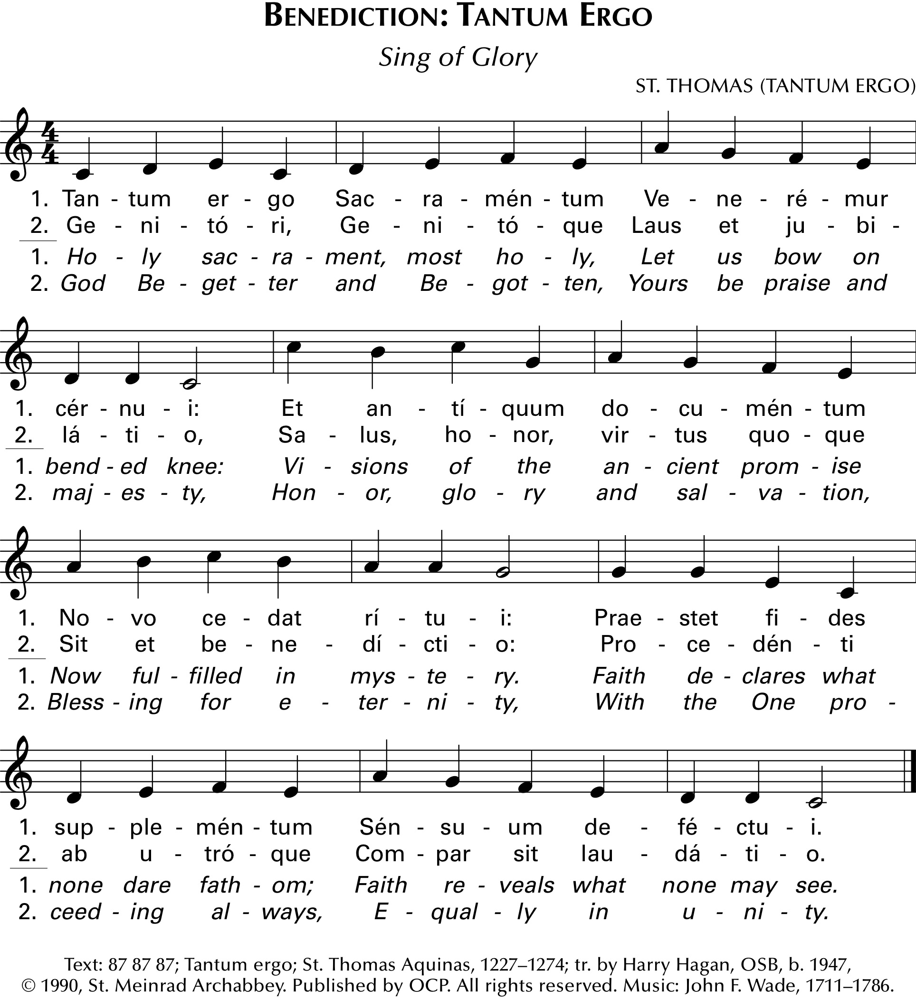 BENEDICTION: TANTUM ERGO
Sing of Glory
ST. THOMAS (TANTUM ERGO)
4
4
1. Tan - tum er - go Sac - ra - mén - tum Ve - ne - ré - mur
2. Ge - ni - tó - ri, Ge - ni - tó - que Laus et ju - bi -
1. Ho - ly sac - ra - ment, most ho - ly, Let us bow on
2. God Be - get - ter and Be - got - ten, Yours be praise and
1. cér - nu - i: Et an - tí - quum do - cu - mén - tum
2. lá - ti - o, Sa - lus, ho - nor, vir - tus quo - que
1. bend - ed knee: Vi - sions of the an - cient prom - ise
2. maj - es - ty, Hon - or, glo - ry and sal - va - tion,
1. No - vo ce - dat rí - tu - i: Prae - stet fi - des
2. Sit et be - ne - dí - cti - o: Pro - ce - dén - ti
1. Now ful - filled in mys - te - ry. Faith de - clares what
2. Bless - ing for e - ter - ni - ty, With the One pro -
1. sup - ple - mén - tum Sén - su - um de - fé - ctu - i.
2. ab u - tró - que Com - par sit lau - dá - ti - o.
1. none dare fath - om; Faith re - veals what none may see.
2. ceed - ing al - ways, E - qual - ly in u - ni - ty.
Text: 87 87 87; Tantum ergo; St. Thomas Aquinas, 1227–1274; tr. by Harry Hagan, OSB, b. 1947,
© 1990, St. Meinrad Archabbey. Published by OCP. All rights reserved. Music: John F. Wade, 1711–1786.